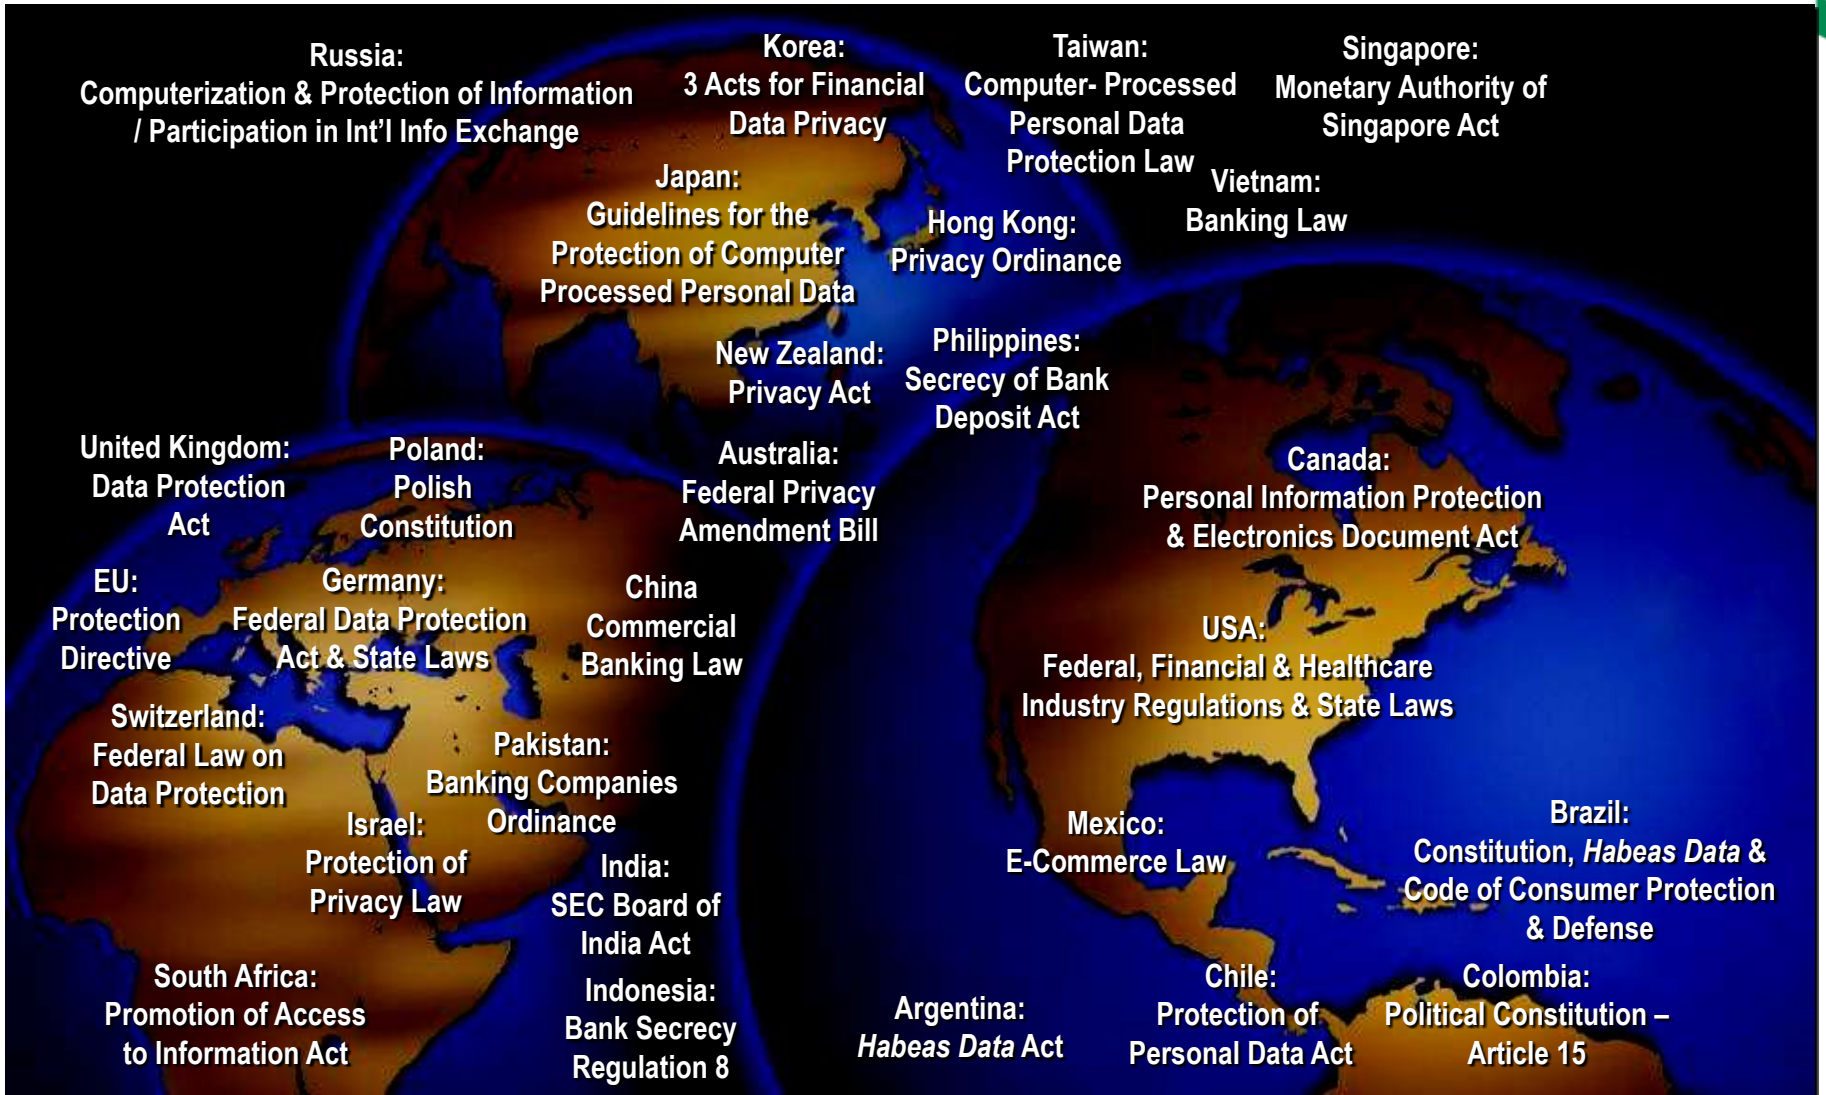 Russia:
Computerization & Protection of Information
/ Participation in Int'l Info Exchange
Korea:
3 Acts for Financial
Data Privacy
Taiwan:
Computer- Processed
Personal Data
Protection Law
Singapore:
Monetary Authority of
Singapore Act
Japan:
Guidelines for the
Protection of Computer
Processed Personal Data
Hong Kong:
Privacy Ordinance
Vietnam:
Banking Law
New Zealand:
Privacy Act
Philippines:
Secrecy of Bank
Deposit Act
United Kingdom:
Data Protection
Act
Poland:
Polish
Constitution
Australia:
Federal Privacy
Amendment Bill
Canada:
Personal Information Protection
& Electronics Document Act
EU:
Protection
Directive
Germany:
Federal Data Protection
Act & State Laws
China
Commercial
Banking Law
USA:
Federal, Financial & Healthcare
Industry Regulations & State Laws
Switzerland:
Federal Law on
Data Protection
Pakistan:
Banking Companies
Ordinance
Israel:
Protection of
Privacy Law
India:
SEC Board of
India Act
Mexico:
E-Commerce Law
Brazil:
Constitution, Habeas Data &
Code of Consumer Protection
& Defense
South Africa:
Promotion of Access
to Information Act
Indonesia:
Bank Secrecy
Regulation 8
Argentina:
Habeas Data Act
Chile:
Protection of
Personal Data Act
Colombia:
Political Constitution –
Article 15